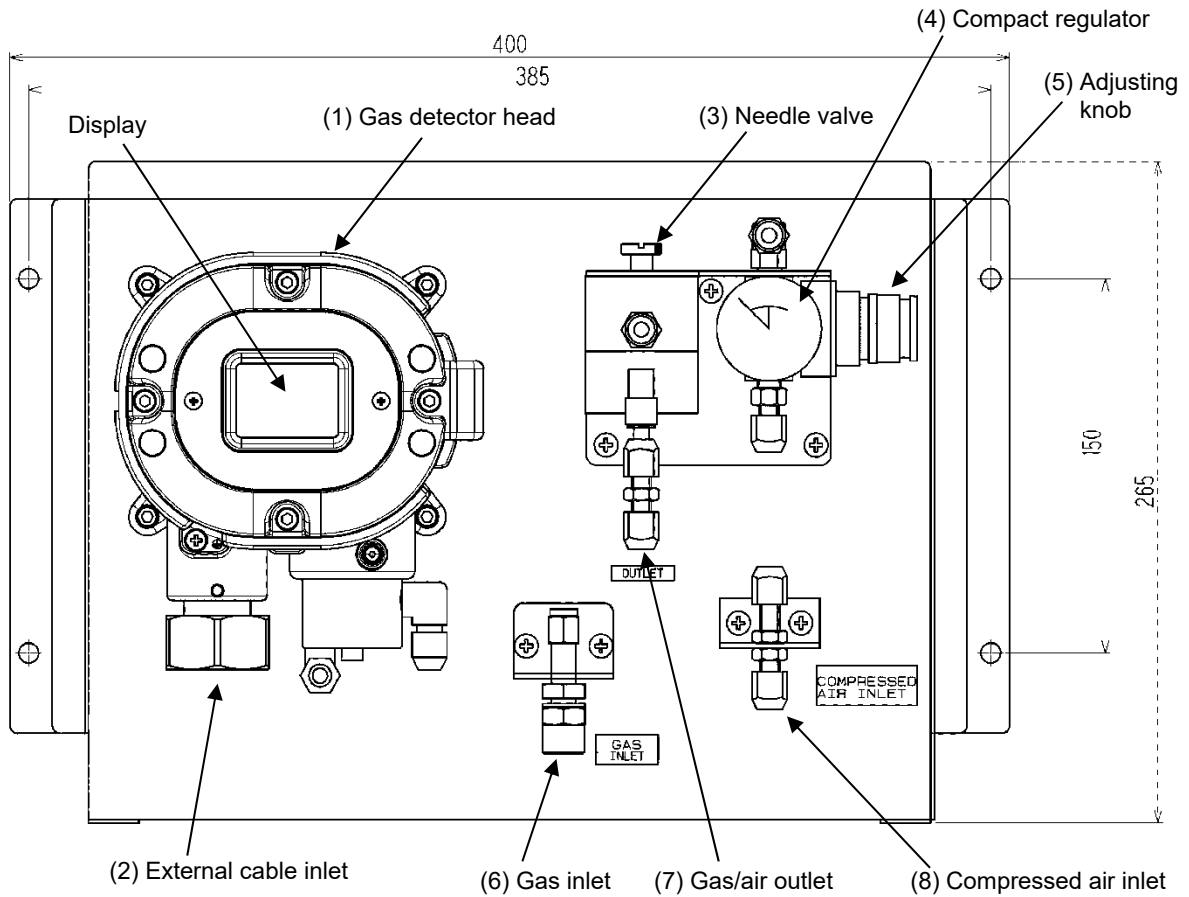 (4) Compact regulator
400
385
(5) Adjusting
knob
(1) Gas detector head
(3) Needle valve
Display
150
265
OUTLET
COMPRESSED
AIR INLET
GAS
INLET
(2) External cable inlet
(6) Gas inlet
(7) Gas/air outlet
(8) Compressed air inlet